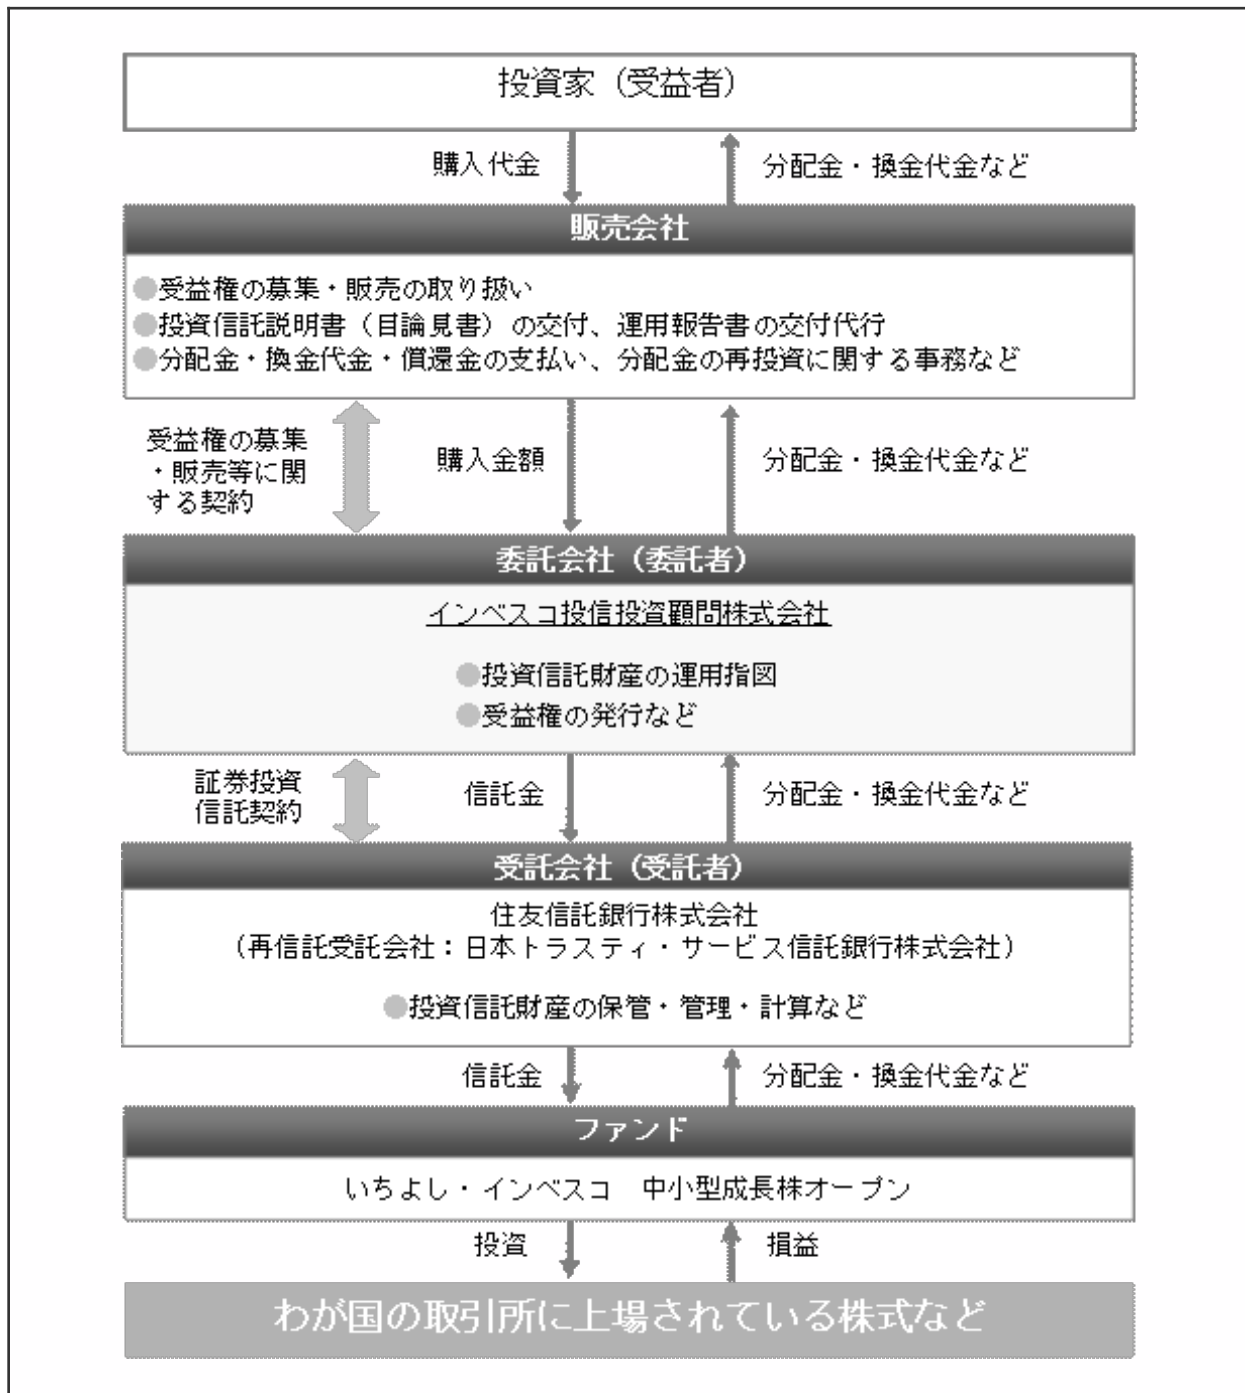 投資家（受益者）
購入代金
分配金・換金代金など
販売会社
●受益権の募集・販売の取り扱い
●投資信託説明書（目論見書）の交付、運用報告書の交付代行
●分配金・換金代金・償還金の支払い、分配金の再投資に関する事務など
受益権の募集
・販売等に関
する契約
購入金額
分配金・換金代金など
委託会社（委託者）
インベスコ投信投資顧問株式会社
●投資信託財産の運用指図
●受益権の発行など
証券投資
信託契約
信託金
分配金・換金代金など
受託会社（受託者）
住友信託銀行株式会社
（再信託受託会社：日本トラスティ・サービス信託銀行株式会社）
●投資信託財産の保管・管理・計算など
信託金
分配金・換金代金など
ファンド
いちよし・インベスコ　中小型成長株オープン
投資
損益
わが国の取引所に上場されている株式など